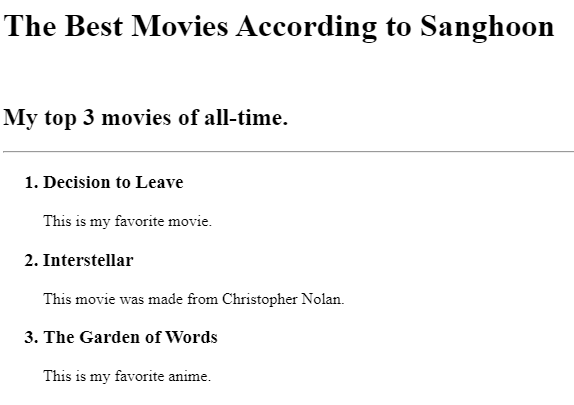 The Best Movies According to Sanghoon
My top 3 movies of all-time.
1. Decision to Leave
This is my favorite movie.
2. Interstellar
This movie was made from Christopher Nolan.
3. The Garden of Words
This is my favorite anime.